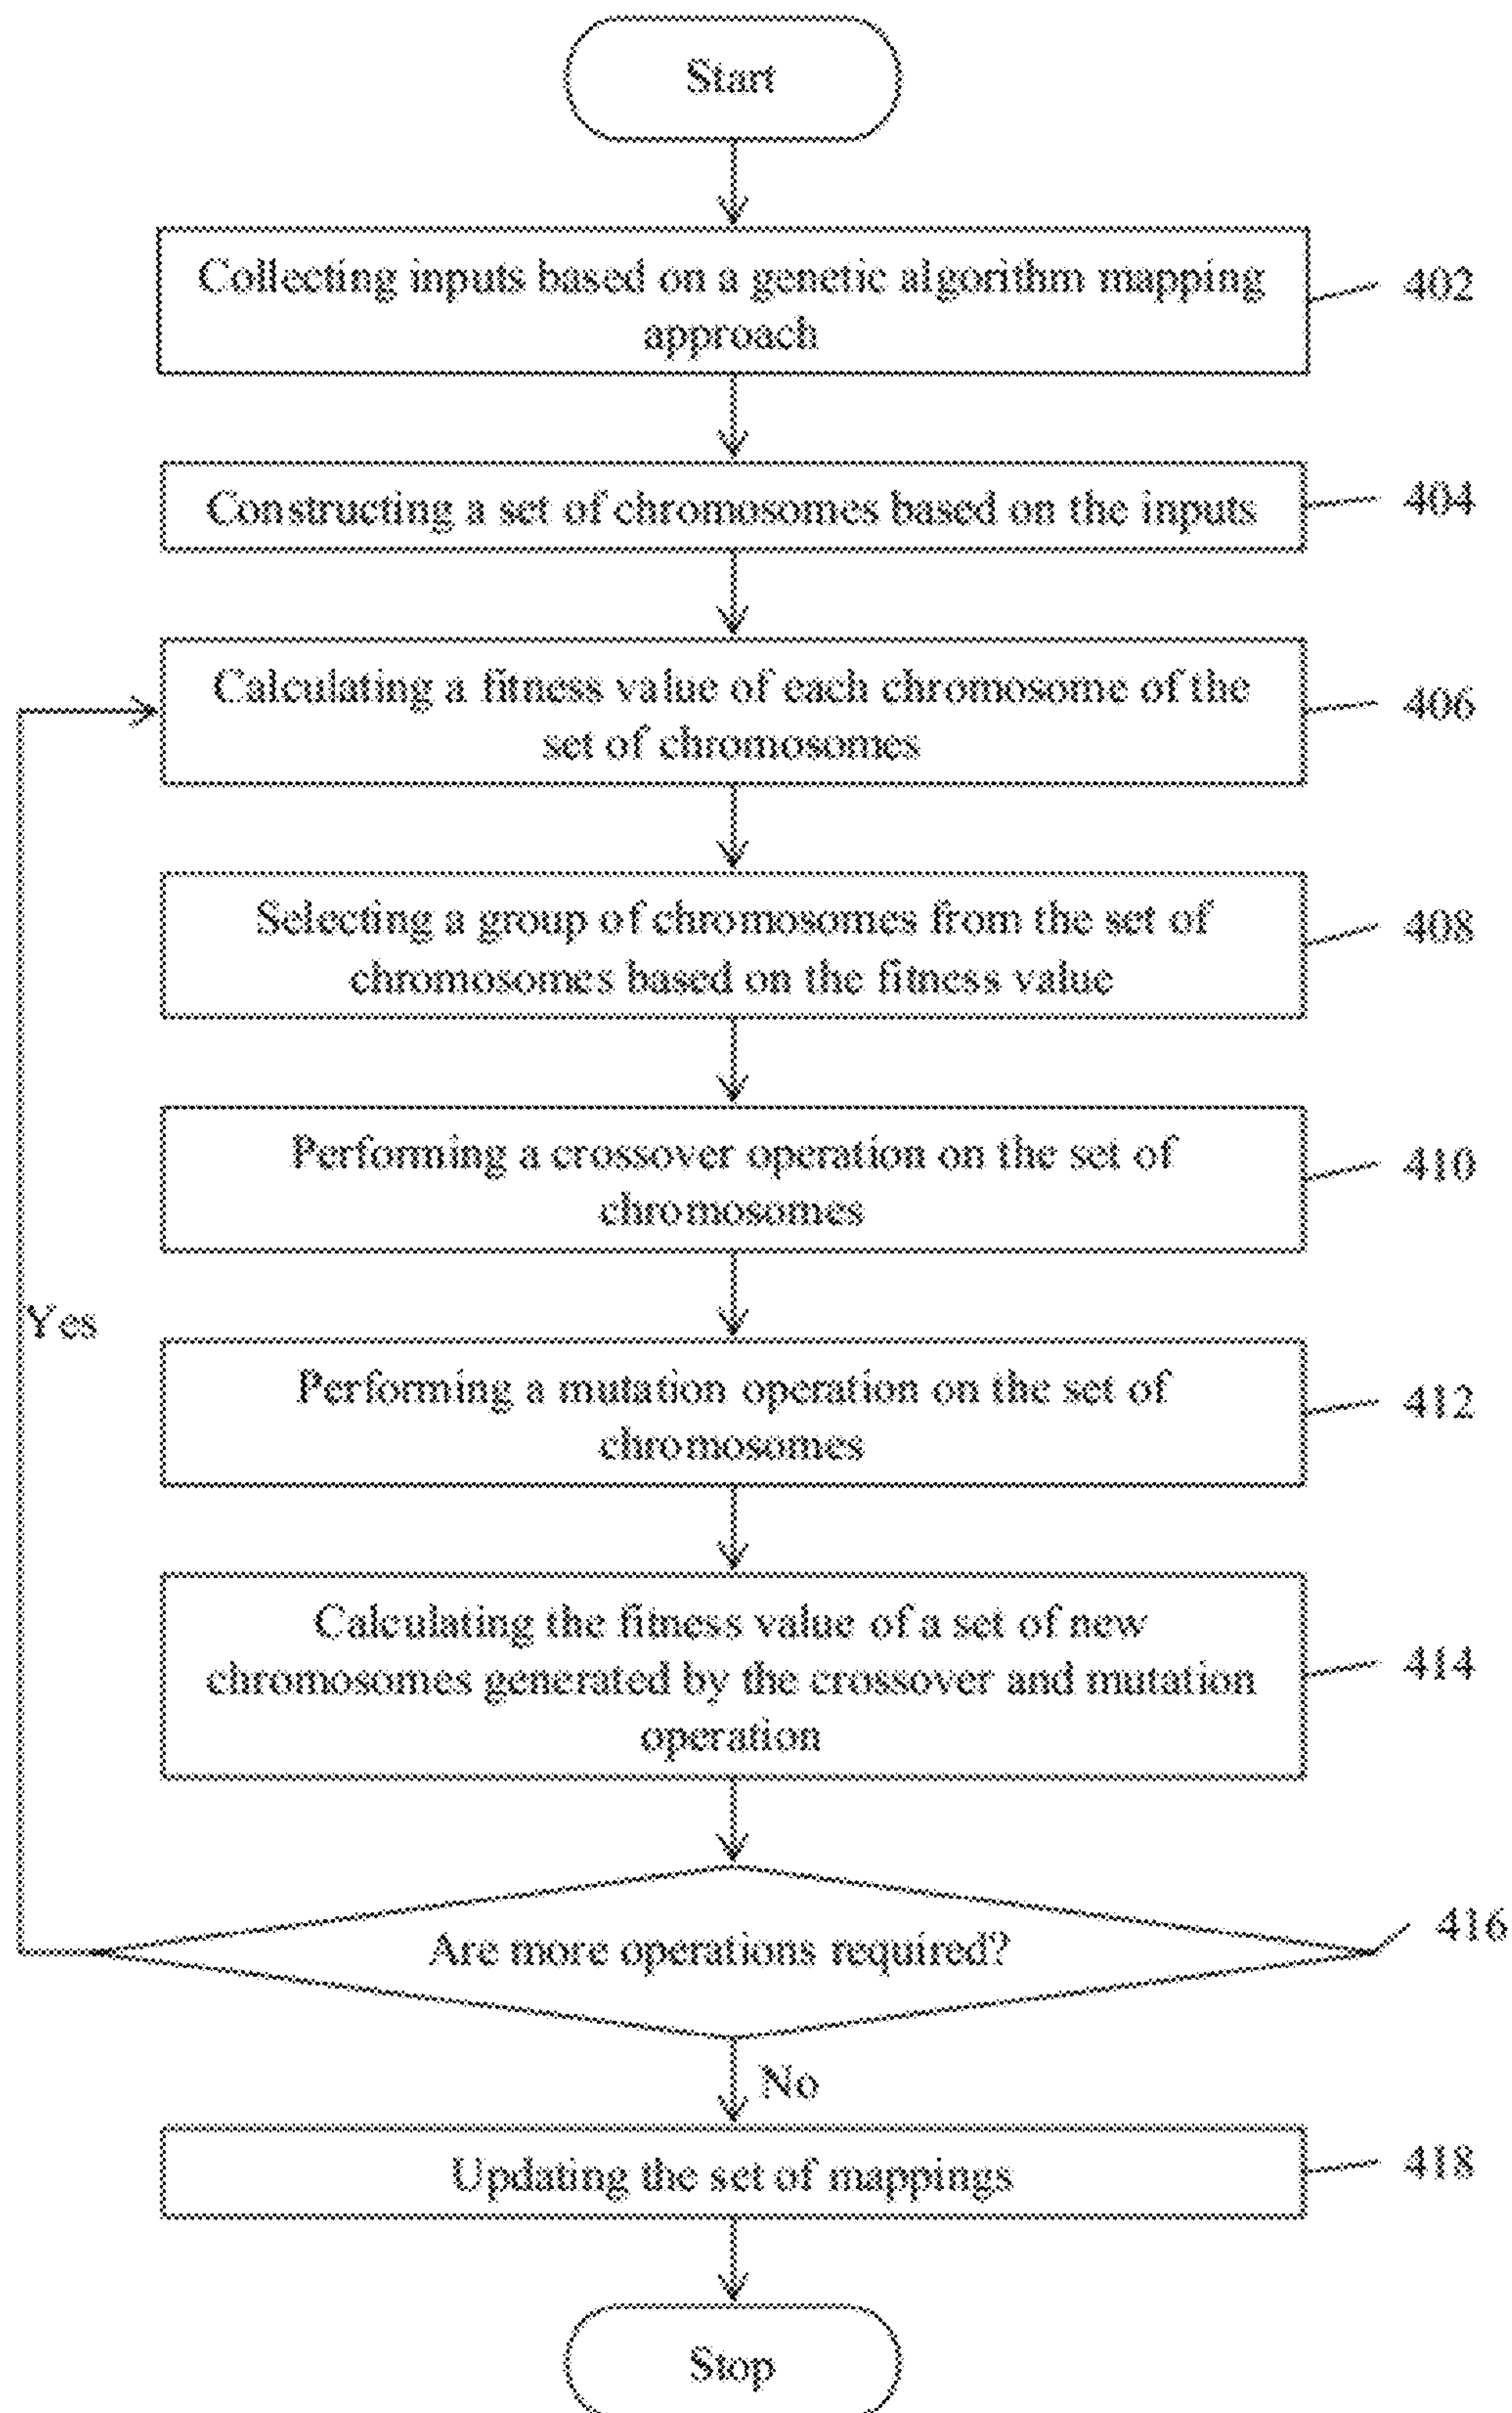 Start
Collecting inputs based on a genetic algorithm mapping
approach
402
Constructing a set of chromosomes based on the inputs
404
Calculating a fitness value of each chromosome of the
set of chromosomes
406
Selecting a group of chromosomes from the set of
chromosomes based on the fitness value
408
Performing a crossover operation on the set of
chromosomes
410
Yes
Performing a mutation operation on the set of
chromosomes
412
Calculating the fitness value of a set of new
chromosomes generated by the crossover and mutation
operation
414
Are more operations required?
416
No
Updating the set of mappings
418
Stop